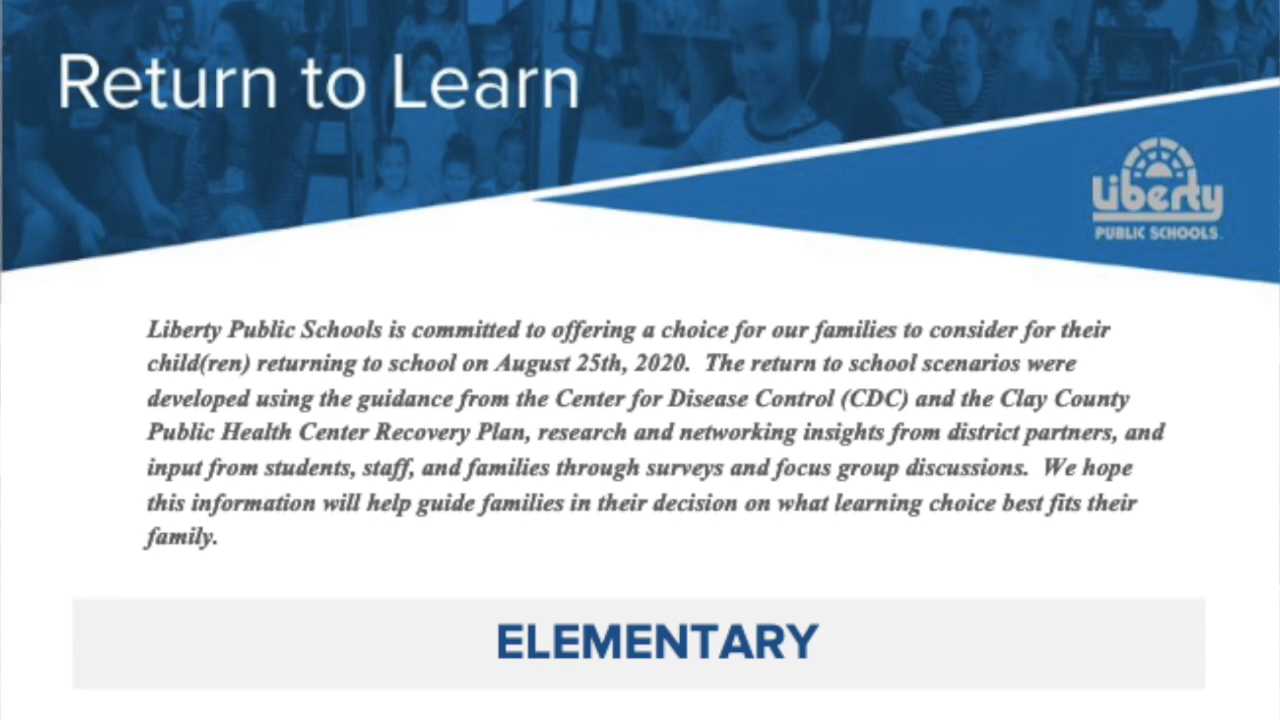 Return to Learn
Liberty
PUBLIC SCHOOLS
Liberty Public Schools is committed to offering a choice for our families to consider for their
child(ren) returning to school on August 25th, 2020.  The return to school scenarios were
developed using the guidance from the Center for Disease Control (CDC) and the Clay County
Public Health Center Recovery Plan, research and networking insights from district partners, and
input from students, staff, and families through surveys and focus group discussions.  We hope
this information will help guide families in their decision on what learning choice best fits their
family.
ELEMENTARY